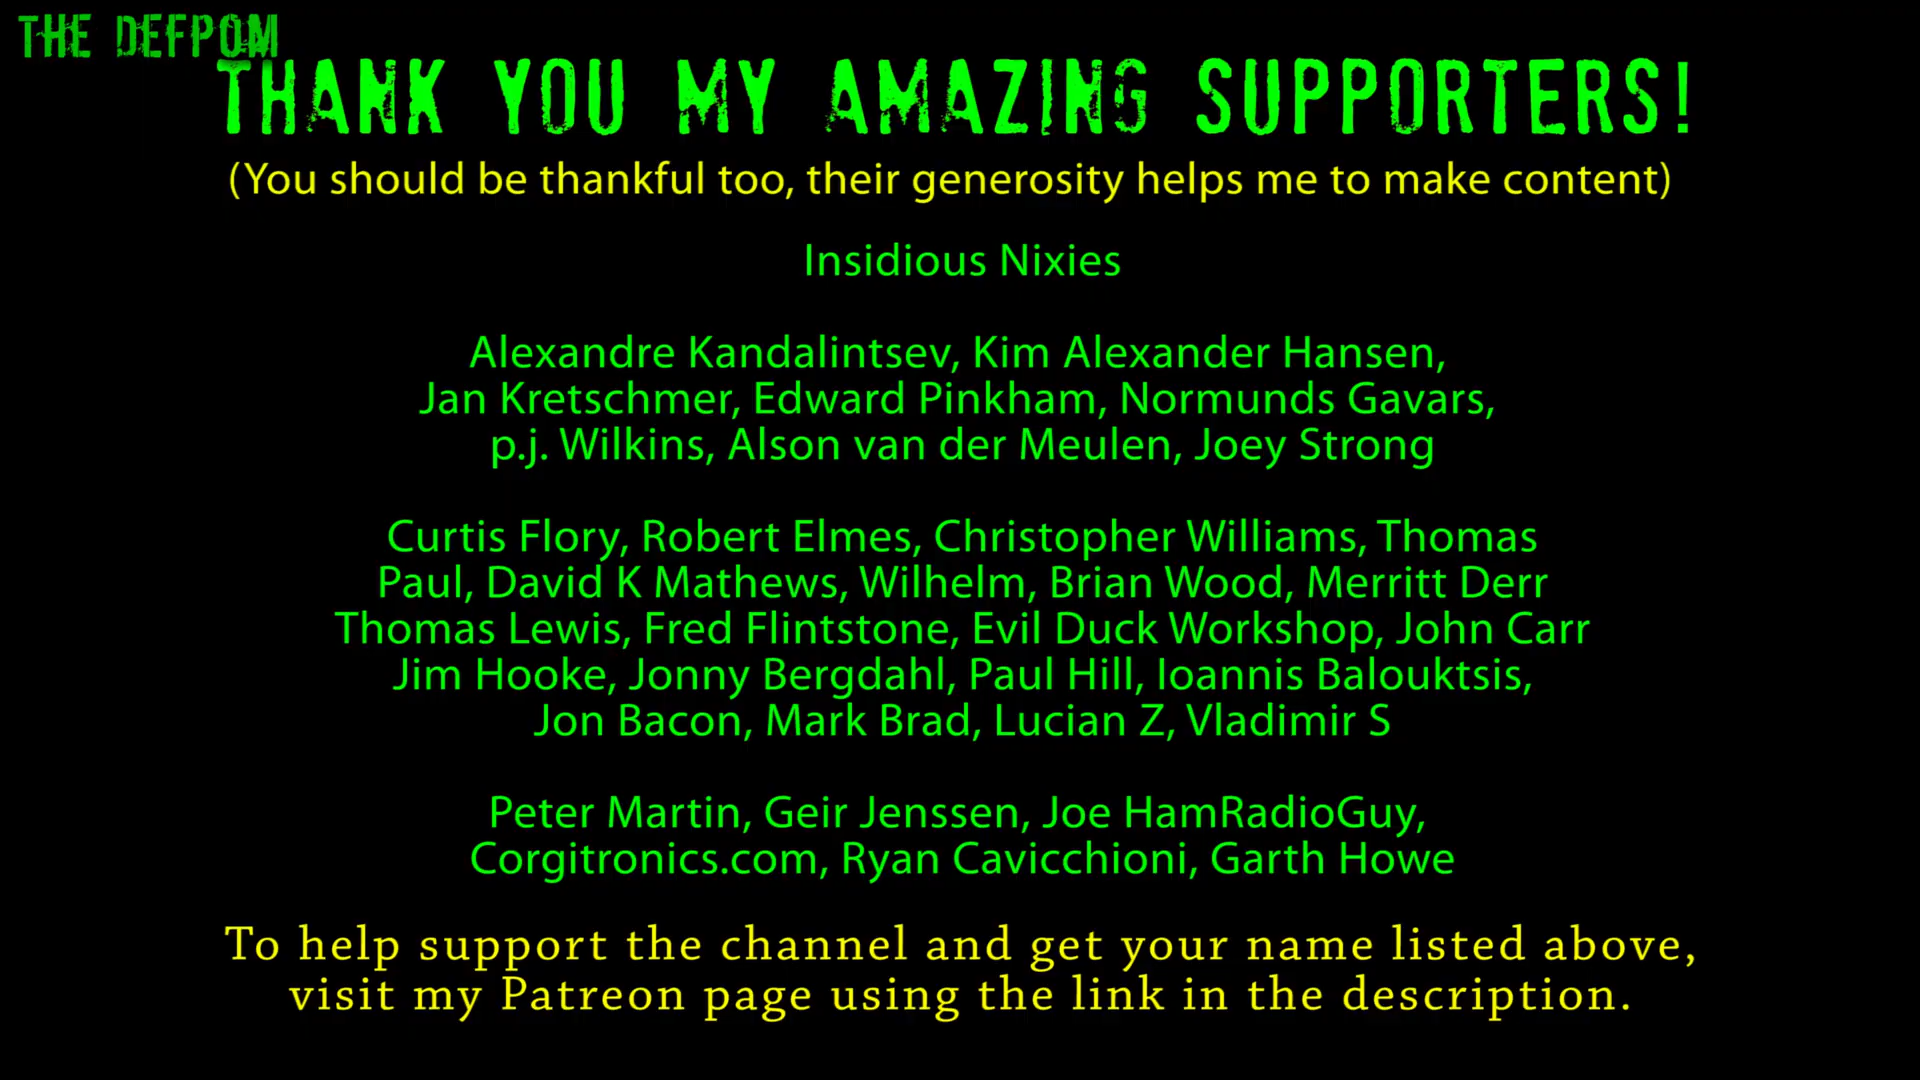 THE DEFPOM
THANK YOU MY AMAZING SUPPORTERS!
(You should be thankful too, their generosity helps me to make content)
Insidious Nixies
Alexandre Kandalintsev, Kim Alexander Hansen,
Jan Kretschmer, Edward Pinkham, Normunds Gavars,
p.j. Wilkins, Alson van der Meulen, Joey Strong
Curtis Flory, Robert Elmes, Christopher Williams, Thomas
Paul, David K Mathews, Wilhelm, Brian Wood, Merritt Derr
Thomas Lewis, Fred Flintstone, Evil Duck Workshop, John Carr
Jim Hooke, Jonny Bergdahl, Paul Hill, Ioannis Balouktsis,
Jon Bacon, Mark Brad, Lucian Z, Vladimir S
Peter Martin, Geir Jenssen, Joe HamRadioGuy,
Corgitronics.com, Ryan Cavicchioni, Garth Howe
To help support the channel and get your name listed above,
visit my Patreon page using the link in the description.